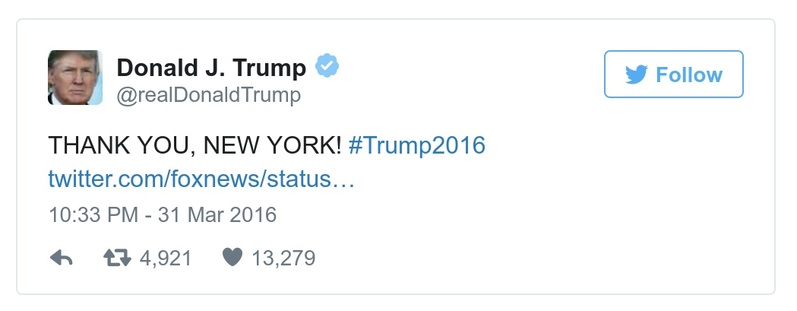 Donald J. Trump
@realDonaldTrump
Follow
THANK YOU, NEW YORK! #Trump2016
twitter.com/foxnews/status…
10:33 PM - 31 Mar 2016
4,921 13,279